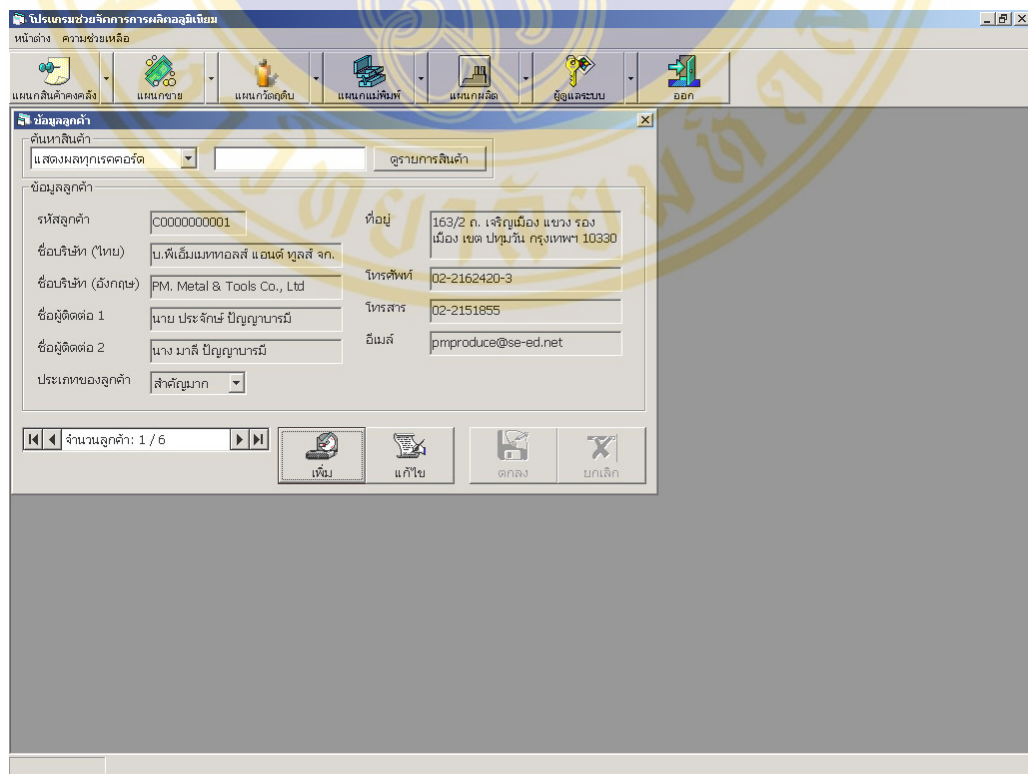 โปรแกรมช่วยจัดการการผลิตอลูมิเนียม
หน้าต่าง ความช่วยเหลือ
แผนกสินค้าคงคลัง แผนกขาย แผนกวัตถุดิบ แผนกแม่พิมพ์ แผนกผลิต ผู้ดูแลระบบ ออก
ข้อมูลลูกค้า
ค้นหาสินค้า
แสดงผลทุกเรคคอร์ด ดูรายการสินค้า
ข้อมูลลูกค้า
รหัสลูกค้า C0000000001
ชื่อบริษัท (ไทย) บ.พีเอ็มเมททอลส์ แอนด์ ทูลส์ จก.
ชื่อบริษัท (อังกฤษ) PM. Metal & Tools Co., Ltd
ชื่อผู้ติดต่อ 1 นาย ประจักษ์ ปัญญาบารมี
ชื่อผู้ติดต่อ 2 นาง มาลี ปัญญาบารมี
ประเภทของลูกค้า สำคัญมาก
ที่อยู่ 163/2 ถ. เจริญเมือง แขวง รอง
เมือง เขต ปทุมวัน กรุงเทพฯ 10330
โทรศัพท์ 02-2162420-3
โทรสาร 02-2151855
อีเมล์ pmproduce@se-ed.net
จำนวนลูกค้า: 1 / 6
เพิ่ม แก้ไข ตกลง ยกเลิก